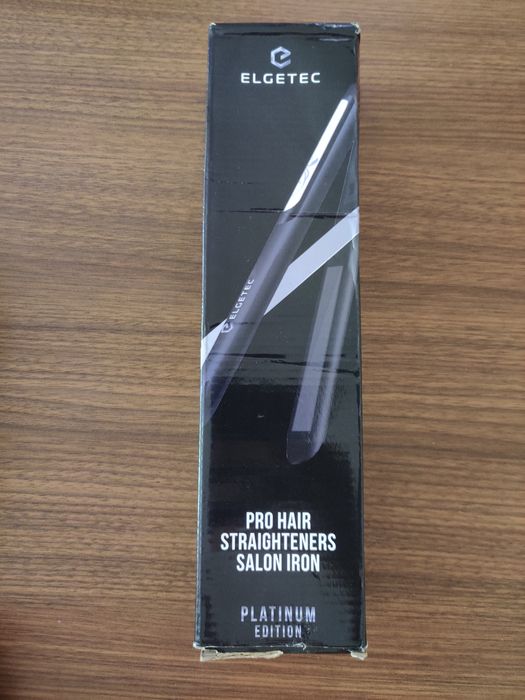 ELGETEC
ELGETEC
PRO HAIR
STRAIGHTENERS
SALON IRON
PLATINUM
EDITION